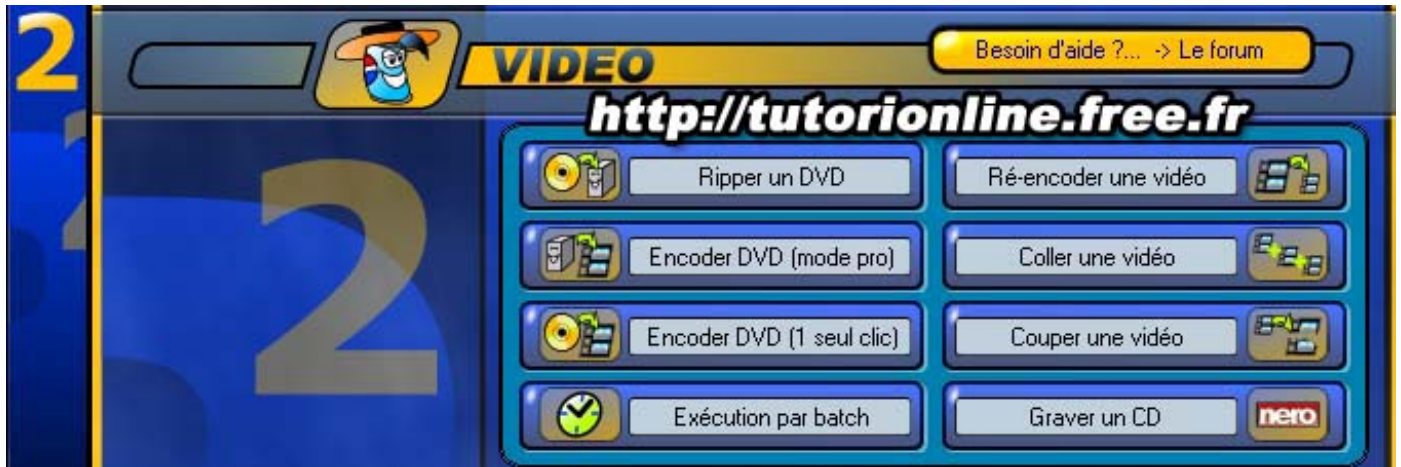 2
VIDEO
Besoin d'aide ?... -> Le forum
http://tutorionline.free.fr
2
2
Ripper un DVD
Ré-encoder une vidéo
Encoder DVD (mode pro)
Coller une vidéo
Encoder DVD (1 seul clic)
Couper une vidéo
Exécution par batch
Graver un CD
nero